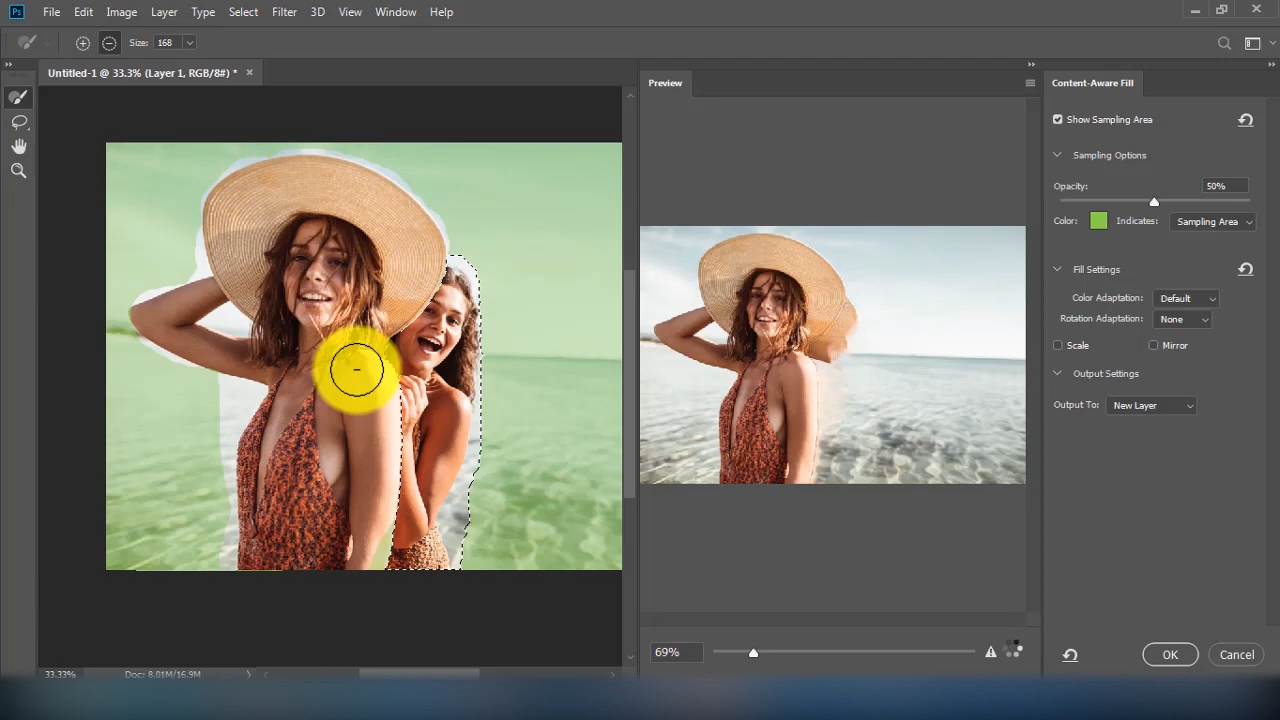 Ps File Edit Image Layer Type Select Filter 3D View Window Help
Size: 168
Untitled-1 @ 33.3% (Layer 1, RGB/8#) *
Preview
Content-Aware Fill
Show Sampling Area
Sampling Options
Opacity: 50%
Color: Indicates: Sampling Area
Fill Settings
Color Adaptation: Default
Rotation Adaptation: None
Scale Mirror
Output Settings
Output To: New Layer
69%
OK Cancel
33.33% Doc: 8.01M/16.9M